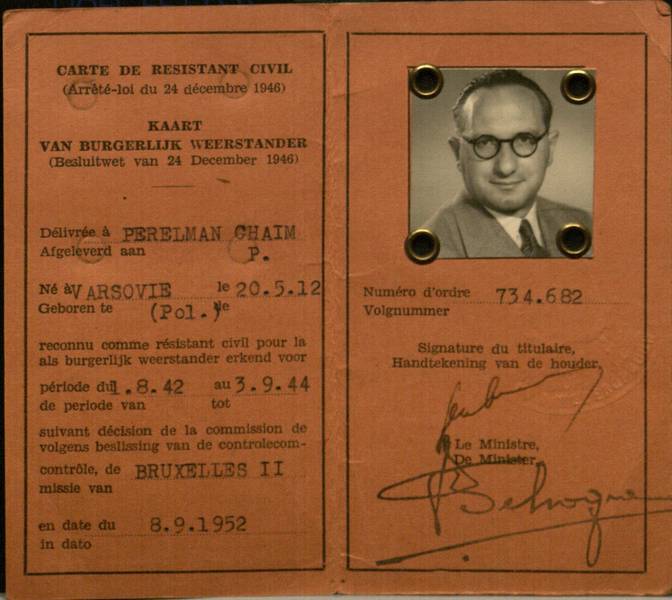 CARTE DE RESISTANT CIVIL
(Arrêté-loi du 24 décembre 1946)
KAART
VAN BURGERLIJK WEERSTANDER
(Besluitwet van 24 December 1946)
Délivrée à PERELMAN CHAIM
Afgeleverd aan P.
Né à VARSOVIE le 20.5.12
Geboren te (Pol.) de
reconnu comme résistant civil pour la
als burgerlijk weerstander erkend voor
période du 1.8.42 au 3.9.44
de periode van tot
suivant décision de la commission de
volgens beslissing van de controlecom-
contrôle, de BRUXELLES II
missie van
en date du 8.9.1952
in dato
Numéro d'ordre 734.682
Volgnummer
Signature du titulaire,
Handtekening van de houder,
Le Ministre,
De Minister,